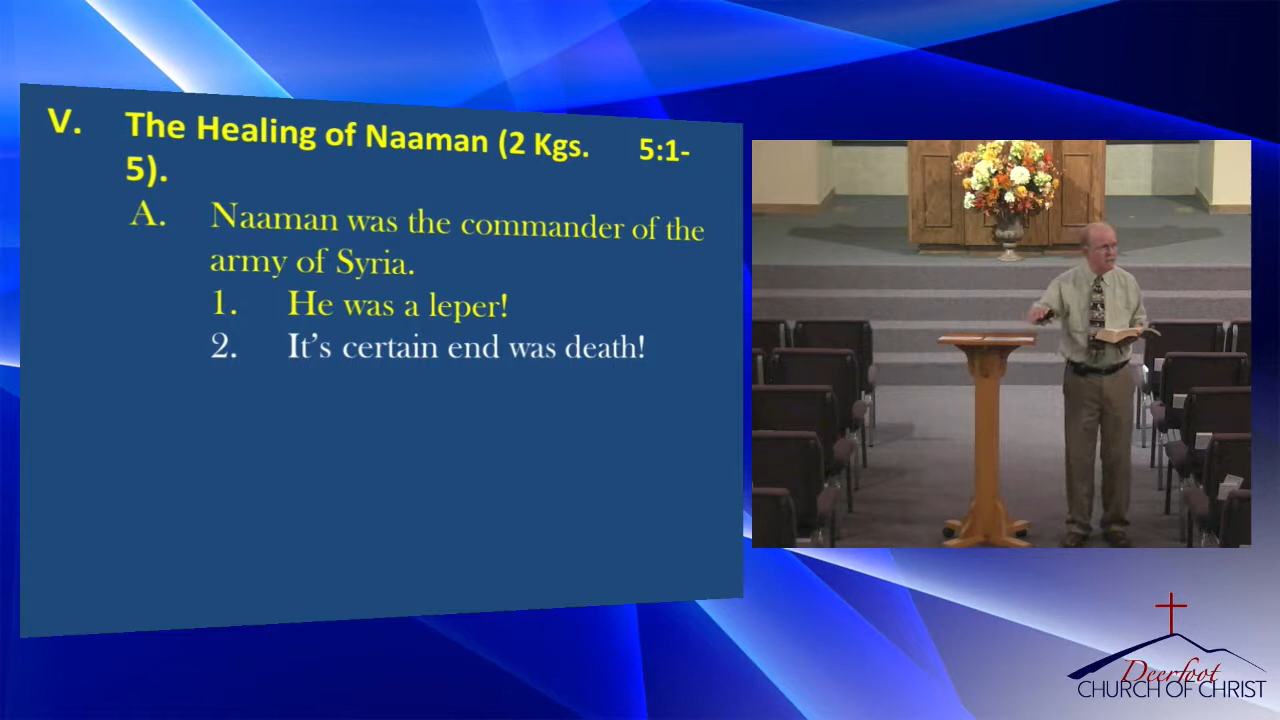 V. The Healing of Naaman (2 Kgs. 5:1-
5).
A. Naaman was the commander of the
army of Syria.
1. He was a leper!
2. It's certain end was death!
Deerfoot
CHURCH OF CHRIST